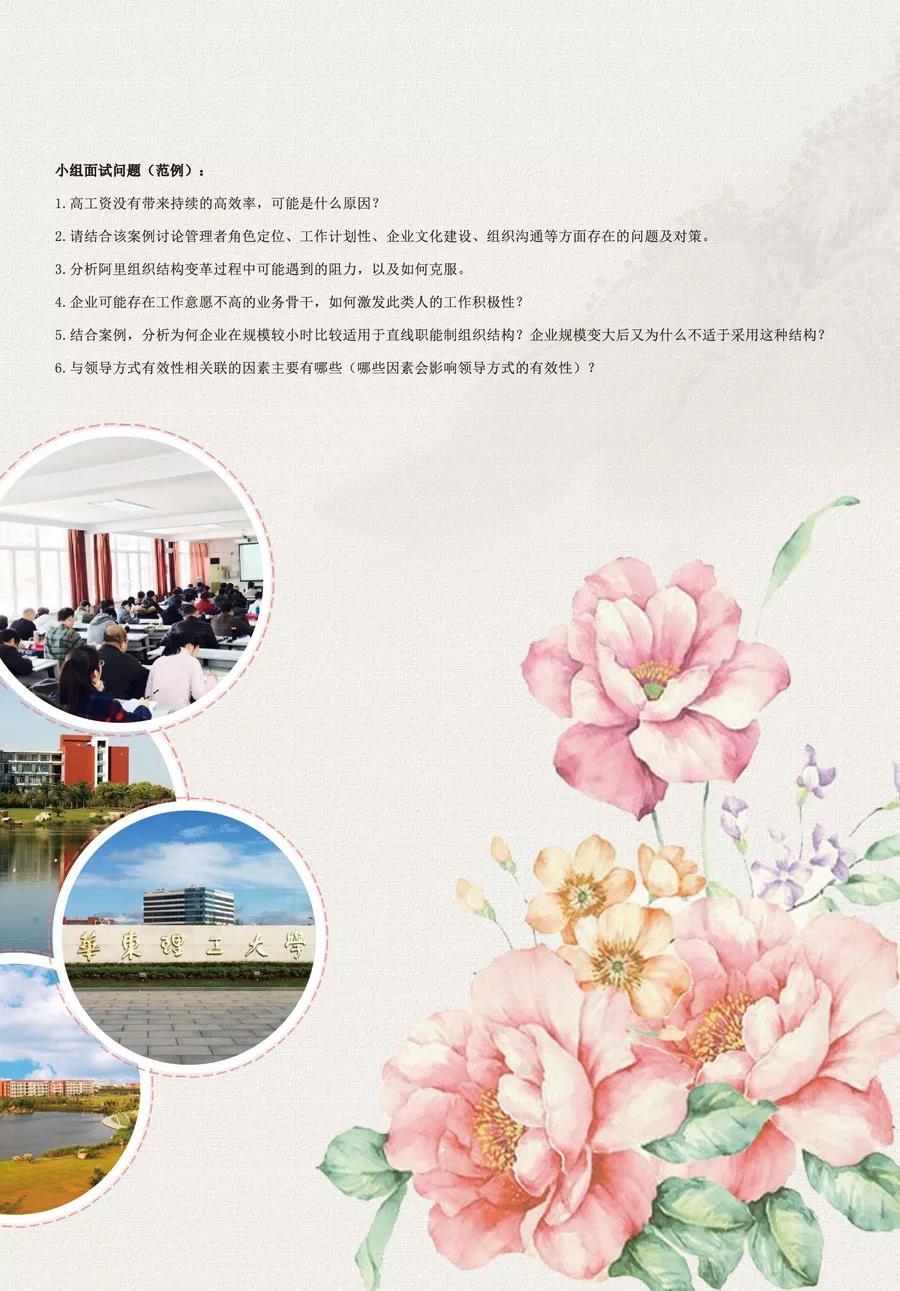 小组面试问题（范例）：
1.高工资没有带来持续的高效率，可能是什么原因？
2.请结合该案例讨论管理者角色定位、工作计划性、企业文化建设、组织沟通等方面存在的问题及对策。
3.分析阿里组织结构变革过程中可能遇到的阻力，以及如何克服。
4.企业可能存在工作意愿不高的业务骨干，如何激发此类人的工作积极性？
5.结合案例，分析为何企业在规模较小时比较适用于直线职能制组织结构？企业规模变大后又为什么不适于采用这种结构？
6.与领导方式有效性相关联的因素主要有哪些（哪些因素会影响领导方式的有效性）？
華東理工大學